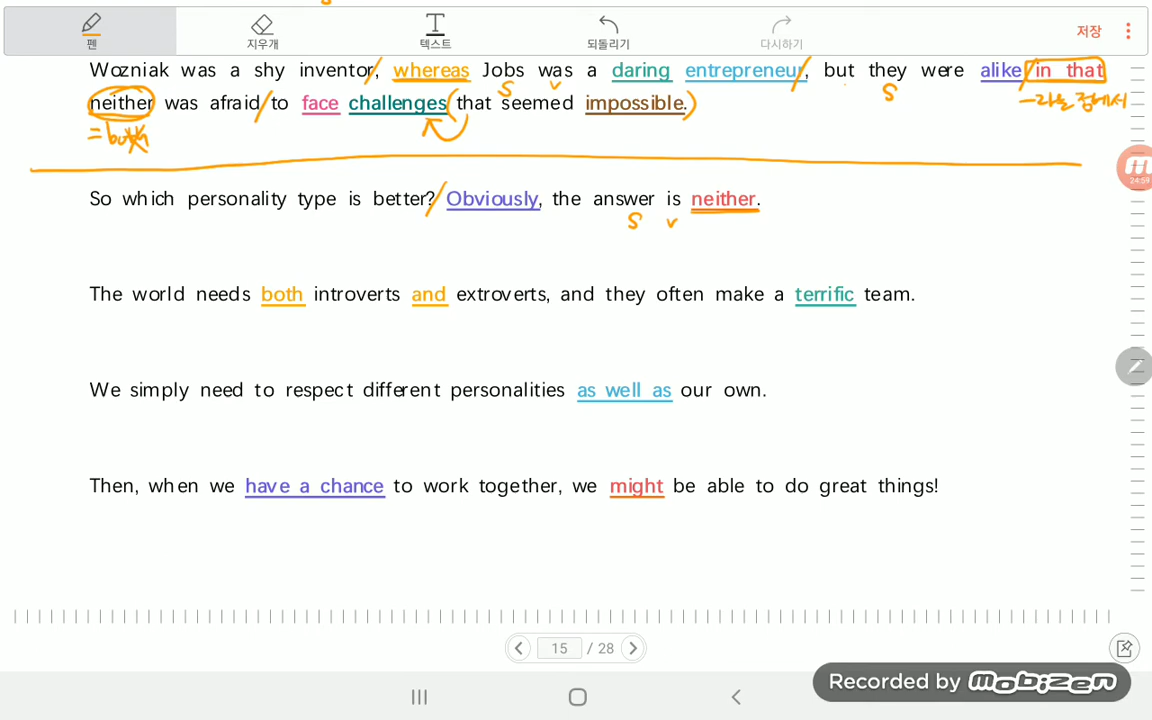 펜
지우개
텍스트
되돌리기
다시하기
저장
Wozniak was a shy inventor, whereas Jobs was a daring entrepreneur, but they were alike in that
S v S
neither was afraid to face challenges that seemed impossible.
-라는 점에서
= both
24:59
So which personality type is better? Obviously, the answer is neither.
S v
The world needs both introverts and extroverts, and they often make a terrific team.
We simply need to respect different personalities as well as our own.
Then, when we have a chance to work together, we might be able to do great things!
15 / 28
Recorded by mobizen